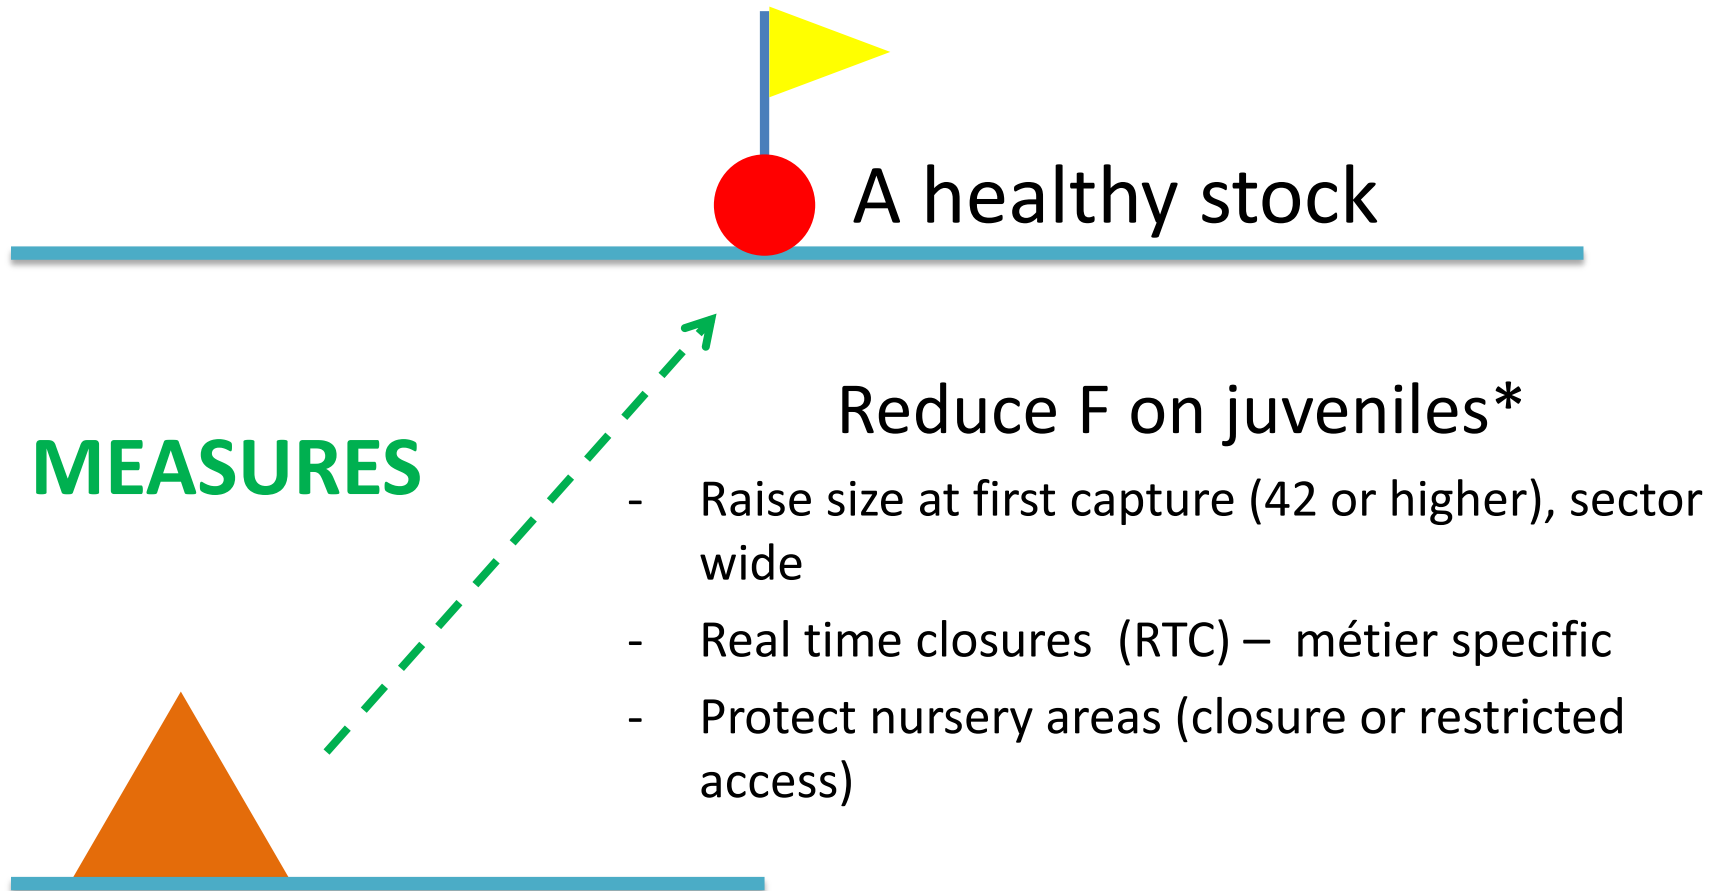 A healthy stock
Reduce F on juveniles*
MEASURES
- Raise size at first capture (42 or higher), sector
wide
- Real time closures (RTC) – métier specific
- Protect nursery areas (closure or restricted
access)